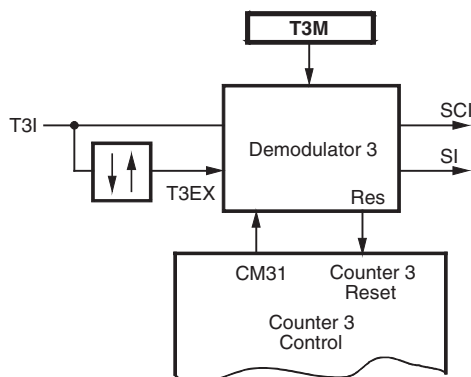 T3M
T3I
Demodulator 3
SCI
SI
T3EX
Res
CM31
Counter 3
Reset
Counter 3
Control